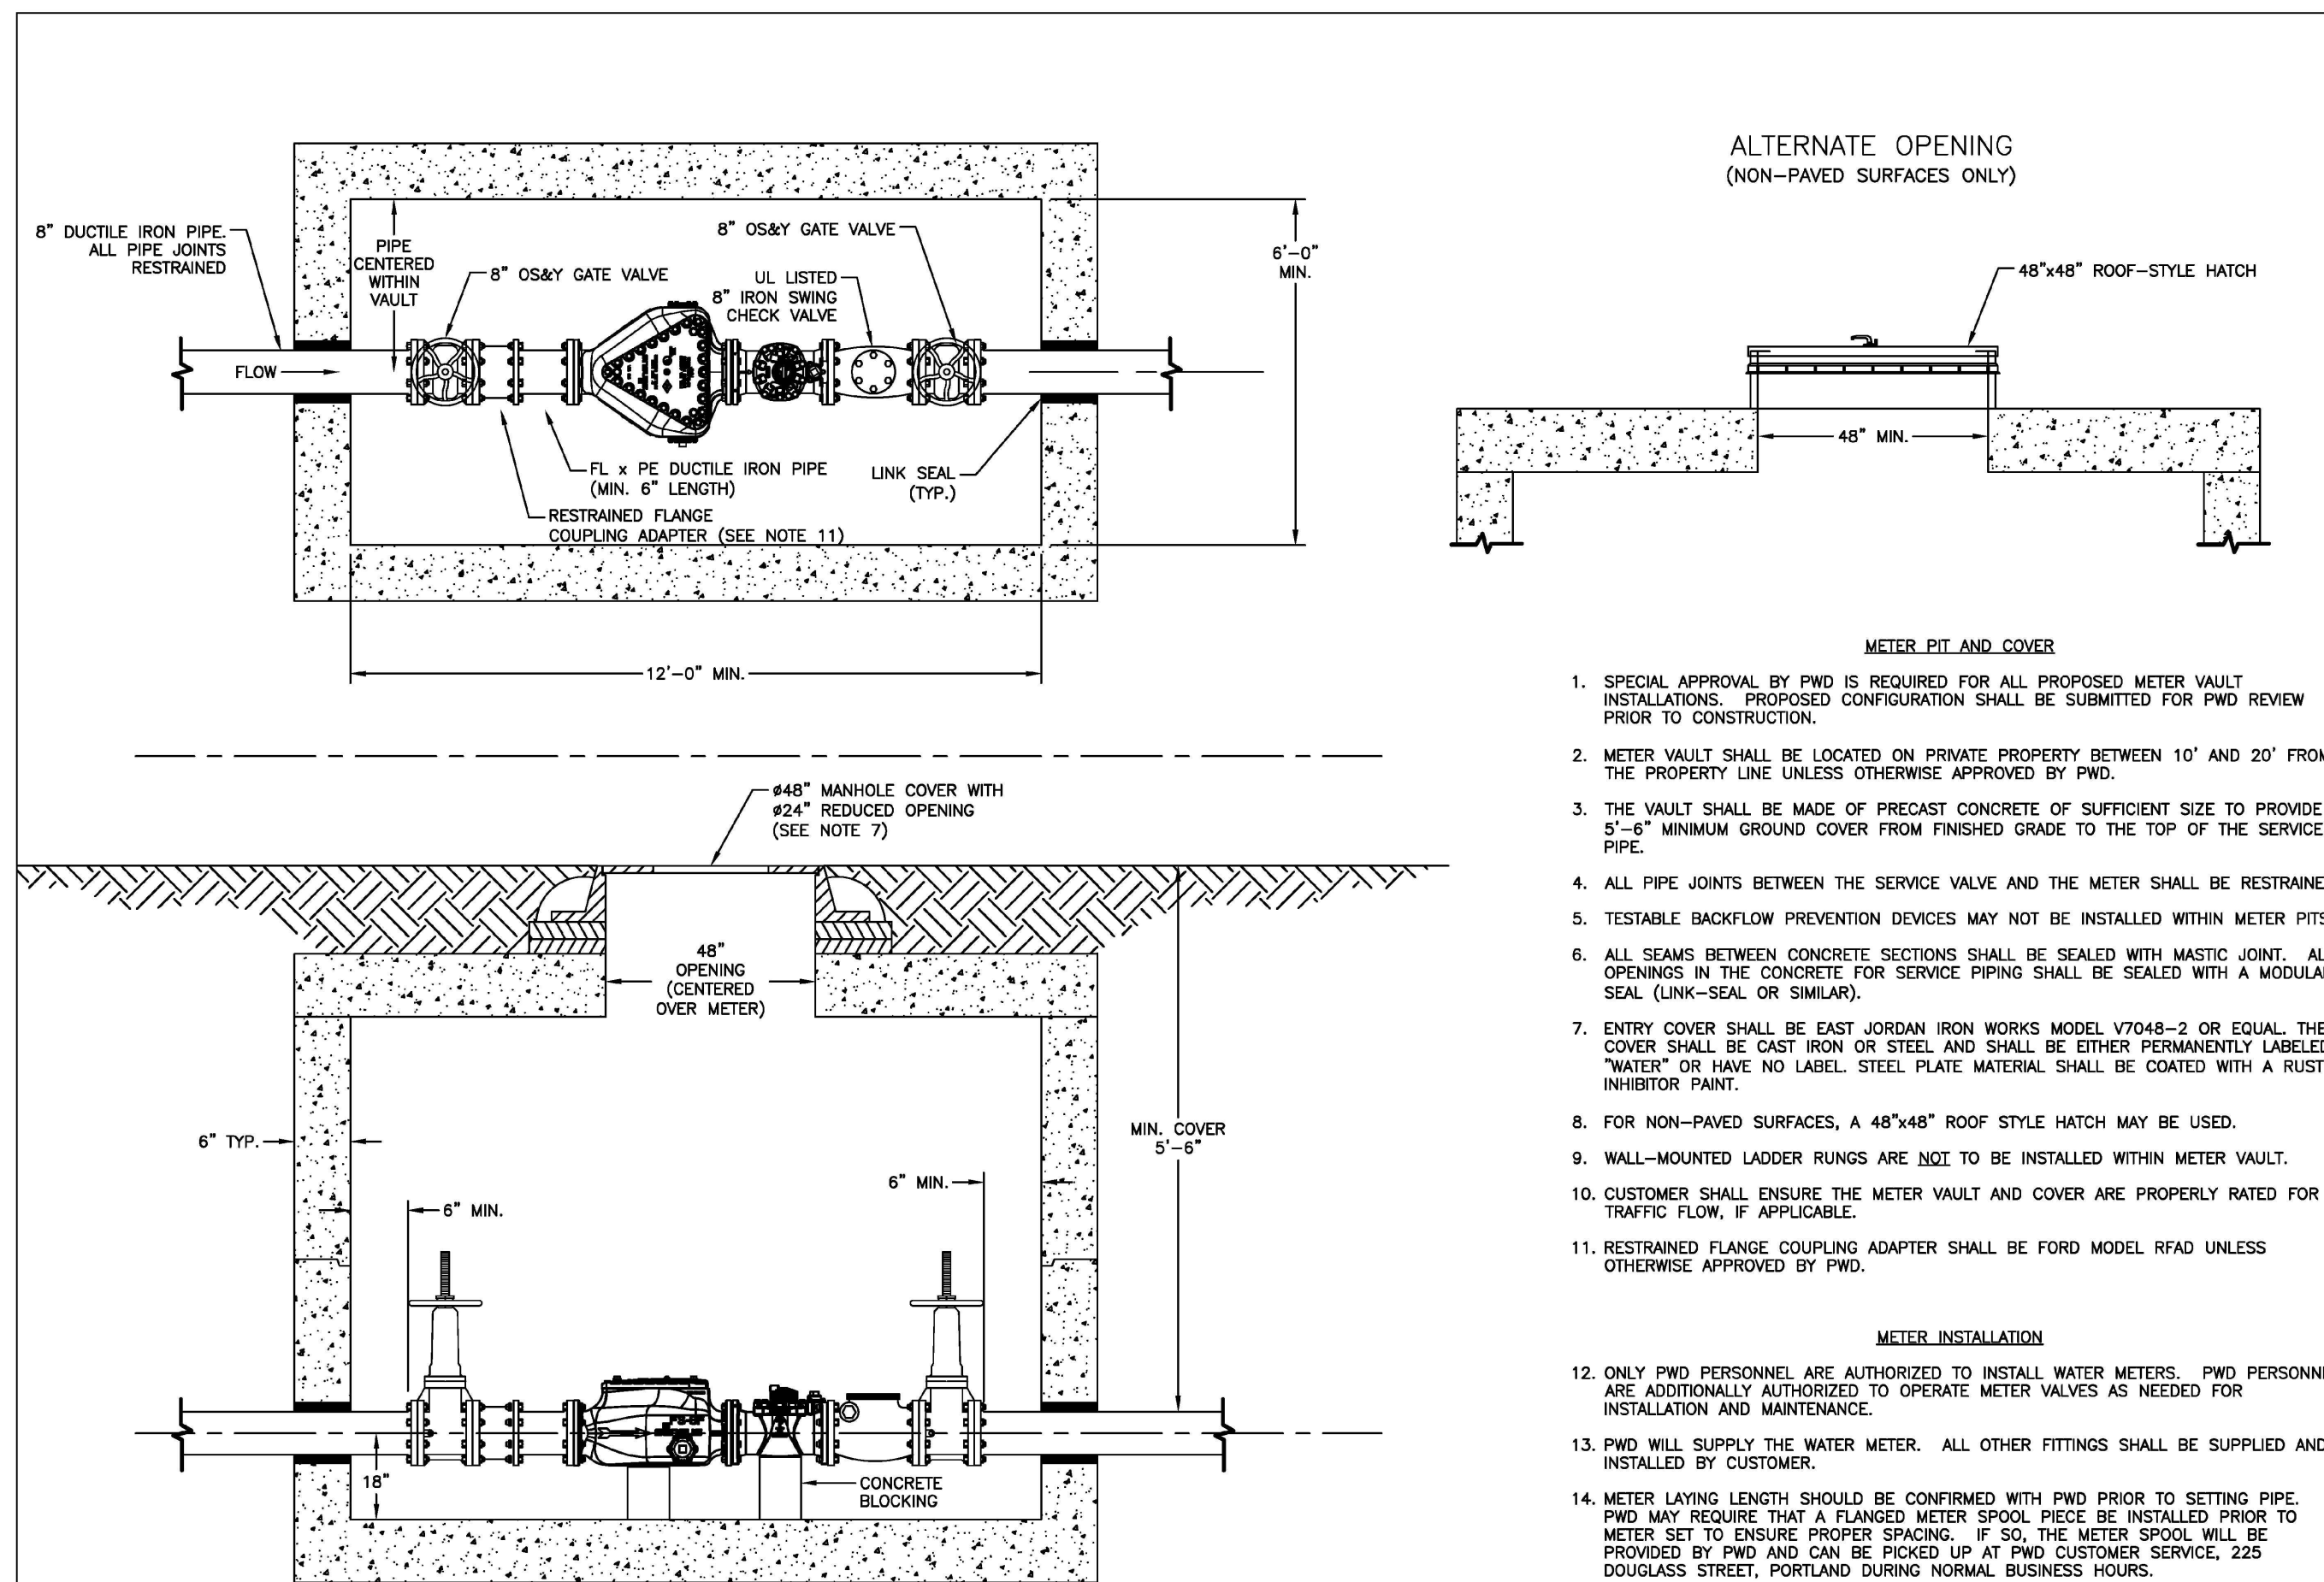 8" DUCTILE IRON PIPE.
ALL PIPE JOINTS
RESTRAINED
PIPE
CENTERED
WITHIN
VAULT
8" OS&Y GATE VALVE
8" OS&Y GATE VALVE
UL LISTED
8" IRON SWING
CHECK VALVE
6'-0"
MIN.
FLOW
FL x PE DUCTILE IRON PIPE
(MIN. 6" LENGTH)
LINK SEAL
(TYP.)
RESTRAINED FLANGE
COUPLING ADAPTER (SEE NOTE 11)
12'-0" MIN.
ø48" MANHOLE COVER WITH
ø24" REDUCED OPENING
(SEE NOTE 7)
48"
OPENING
(CENTERED
OVER METER)
6" TYP.
MIN. COVER
5'-6"
6" MIN.
6" MIN.
18"
CONCRETE
BLOCKING
ALTERNATE OPENING
(NON-PAVED SURFACES ONLY)
48"x48" ROOF-STYLE HATCH
48" MIN.
METER PIT AND COVER
1. SPECIAL APPROVAL BY PWD IS REQUIRED FOR ALL PROPOSED METER VAULT
INSTALLATIONS. PROPOSED CONFIGURATION SHALL BE SUBMITTED FOR PWD REVIEW
PRIOR TO CONSTRUCTION.
2. METER VAULT SHALL BE LOCATED ON PRIVATE PROPERTY BETWEEN 10' AND 20' FROM
THE PROPERTY LINE UNLESS OTHERWISE APPROVED BY PWD.
3. THE VAULT SHALL BE MADE OF PRECAST CONCRETE OF SUFFICIENT SIZE TO PROVIDE
5'-6" MINIMUM GROUND COVER FROM FINISHED GRADE TO THE TOP OF THE SERVICE
PIPE.
4. ALL PIPE JOINTS BETWEEN THE SERVICE VALVE AND THE METER SHALL BE RESTRAINE
5. TESTABLE BACKFLOW PREVENTION DEVICES MAY NOT BE INSTALLED WITHIN METER PITS
6. ALL SEAMS BETWEEN CONCRETE SECTIONS SHALL BE SEALED WITH MASTIC JOINT. AL
OPENINGS IN THE CONCRETE FOR SERVICE PIPING SHALL BE SEALED WITH A MODULAR
SEAL (LINK-SEAL OR SIMILAR).
7. ENTRY COVER SHALL BE EAST JORDAN IRON WORKS MODEL V7048-2 OR EQUAL. THE
COVER SHALL BE CAST IRON OR STEEL AND SHALL BE EITHER PERMANENTLY LABELED
"WATER" OR HAVE NO LABEL. STEEL PLATE MATERIAL SHALL BE COATED WITH A RUST
INHIBITOR PAINT.
8. FOR NON-PAVED SURFACES, A 48"x48" ROOF STYLE HATCH MAY BE USED.
9. WALL-MOUNTED LADDER RUNGS ARE NOT TO BE INSTALLED WITHIN METER VAULT.
10. CUSTOMER SHALL ENSURE THE METER VAULT AND COVER ARE PROPERLY RATED FOR
TRAFFIC FLOW, IF APPLICABLE.
11. RESTRAINED FLANGE COUPLING ADAPTER SHALL BE FORD MODEL RFAD UNLESS
OTHERWISE APPROVED BY PWD.
METER INSTALLATION
12. ONLY PWD PERSONNEL ARE AUTHORIZED TO INSTALL WATER METERS. PWD PERSONNE
ARE ADDITIONALLY AUTHORIZED TO OPERATE METER VALVES AS NEEDED FOR
INSTALLATION AND MAINTENANCE.
13. PWD WILL SUPPLY THE WATER METER. ALL OTHER FITTINGS SHALL BE SUPPLIED AND
INSTALLED BY CUSTOMER.
14. METER LAYING LENGTH SHOULD BE CONFIRMED WITH PWD PRIOR TO SETTING PIPE.
PWD MAY REQUIRE THAT A FLANGED METER SPOOL PIECE BE INSTALLED PRIOR TO
METER SET TO ENSURE PROPER SPACING. IF SO, THE METER SPOOL WILL BE
PROVIDED BY PWD AND CAN BE PICKED UP AT PWD CUSTOMER SERVICE, 225
DOUGLASS STREET, PORTLAND DURING NORMAL BUSINESS HOURS.